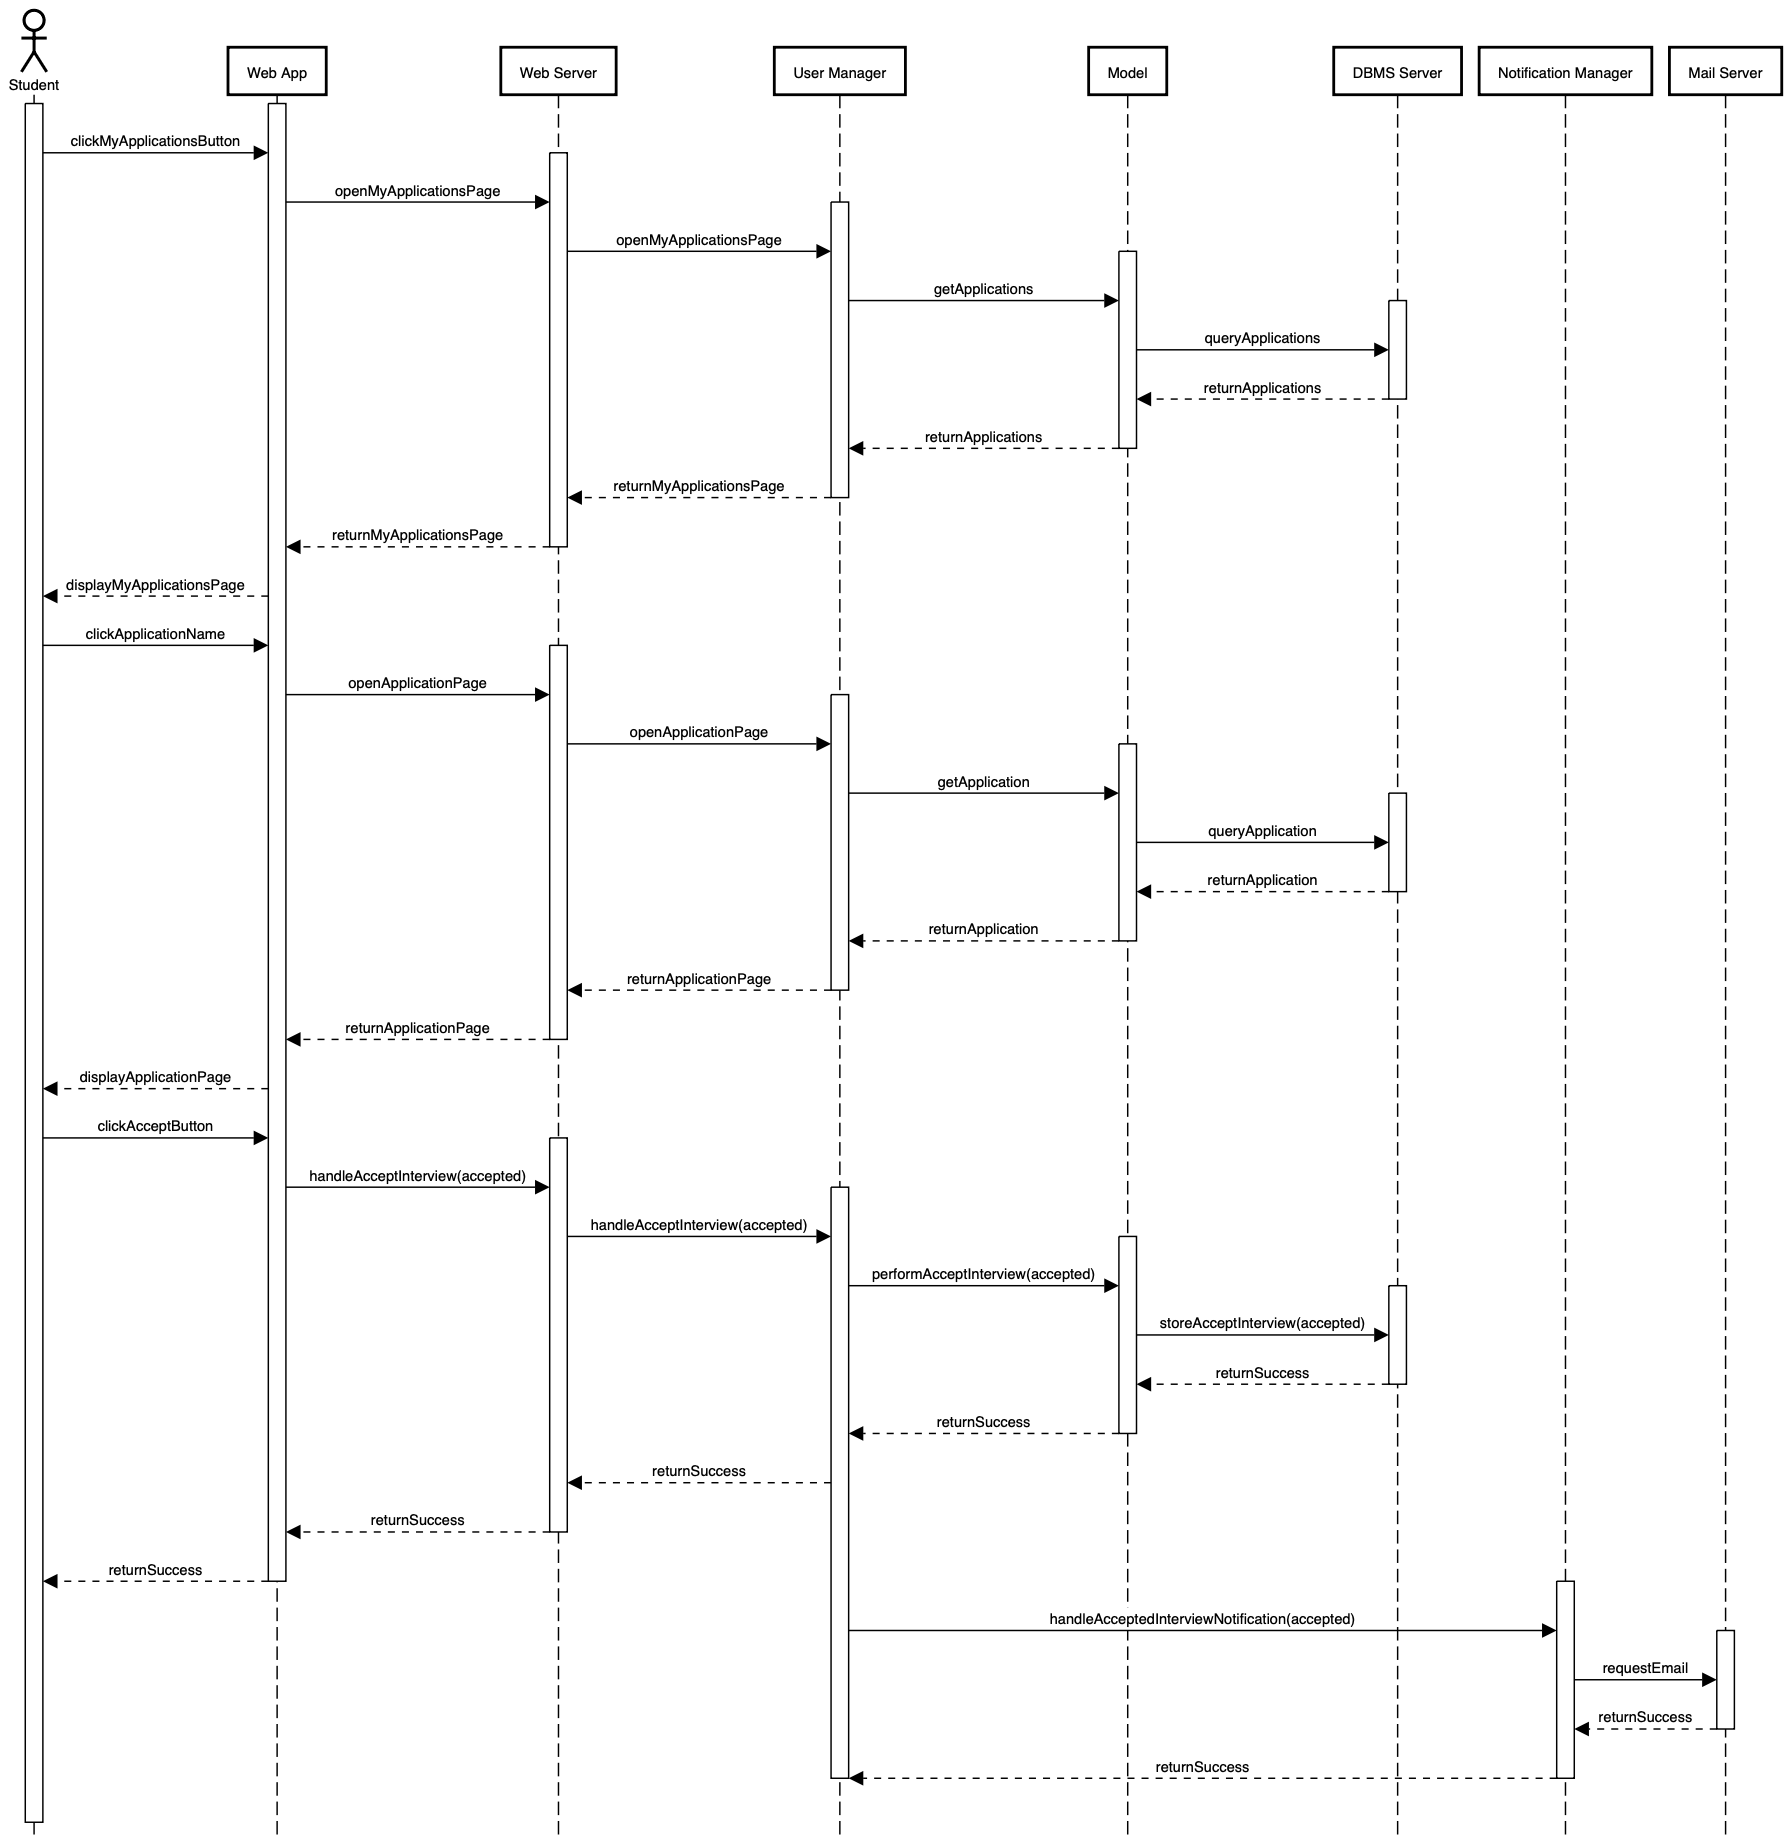 Student
Web App
Web Server
User Manager
Model
DBMS Server
Notification Manager
Mail Server
clickMyApplicationsButton
openMyApplicationsPage
openMyApplicationsPage
getApplications
queryApplications
returnApplications
returnApplications
returnMyApplicationsPage
returnMyApplicationsPage
displayMyApplicationsPage
clickApplicationName
openApplicationPage
openApplicationPage
getApplication
queryApplication
returnApplication
returnApplication
returnApplicationPage
returnApplicationPage
displayApplicationPage
clickAcceptButton
handleAcceptInterview(accepted)
handleAcceptInterview(accepted)
performAcceptInterview(accepted)
storeAcceptInterview(accepted)
returnSuccess
returnSuccess
returnSuccess
returnSuccess
returnSuccess
handleAcceptedInterviewNotification(accepted)
requestEmail
returnSuccess
returnSuccess